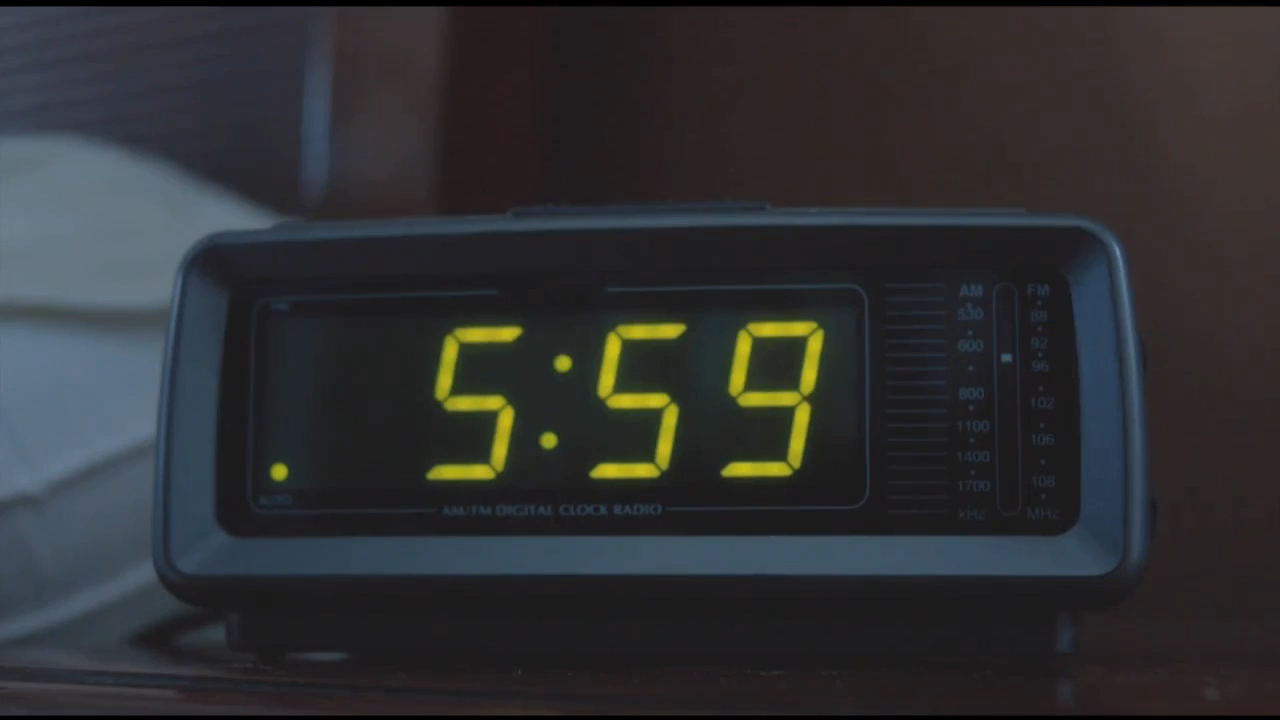 5:59
AUTO
AM/FM DIGITAL CLOCK RADIO
AM FM
530 88
600 92
96
800 102
1100 106
1400
1700 108
kHz MHz